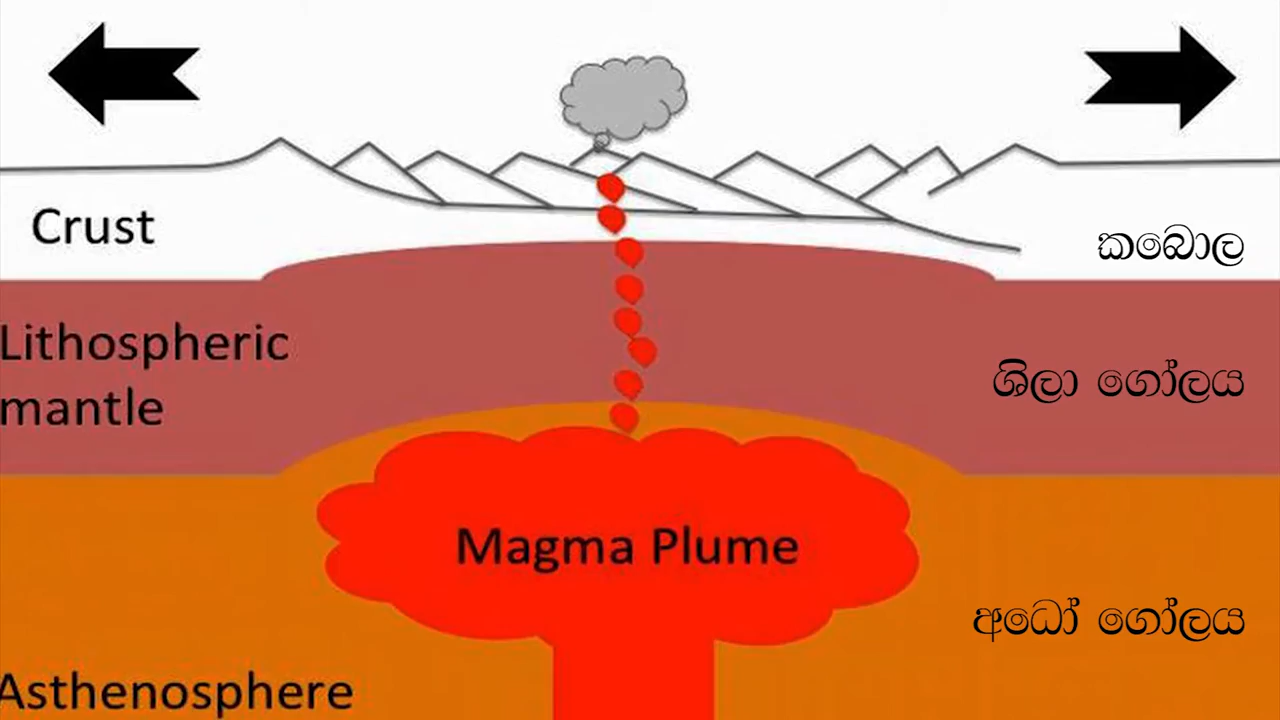 Crust
කබොල
Lithospheric
mantle
ශිලා ගෝලය
Magma Plume
අධෝ ගෝලය
Asthenosphere